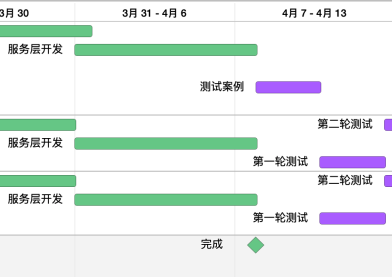 3月 30
3月 31 - 4月 6
4月 7 - 4月 13
服务层开发
测试案例
第二轮测试
服务层开发
第一轮测试
第二轮测试
服务层开发
第一轮测试
完成